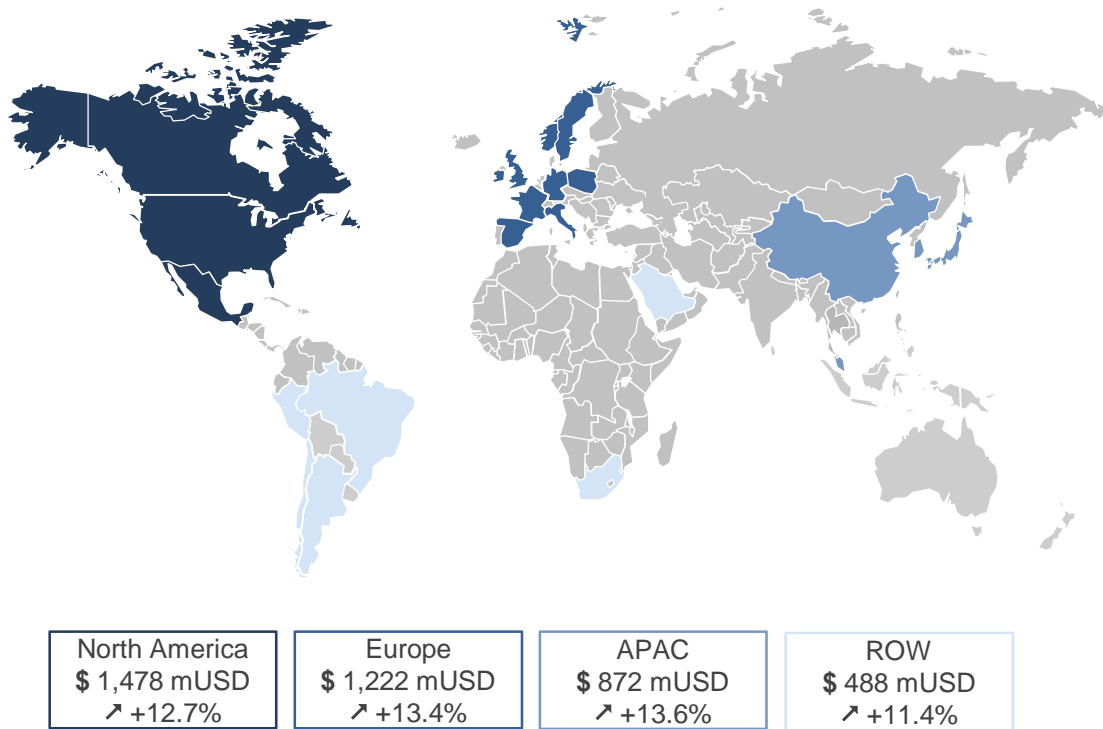 North America
$ 1,478 mUSD
↗ +12.7%
Europe
$ 1,222 mUSD
↗ +13.4%
APAC
$ 872 mUSD
↗ +13.6%
ROW
$ 488 mUSD
↗ +11.4%